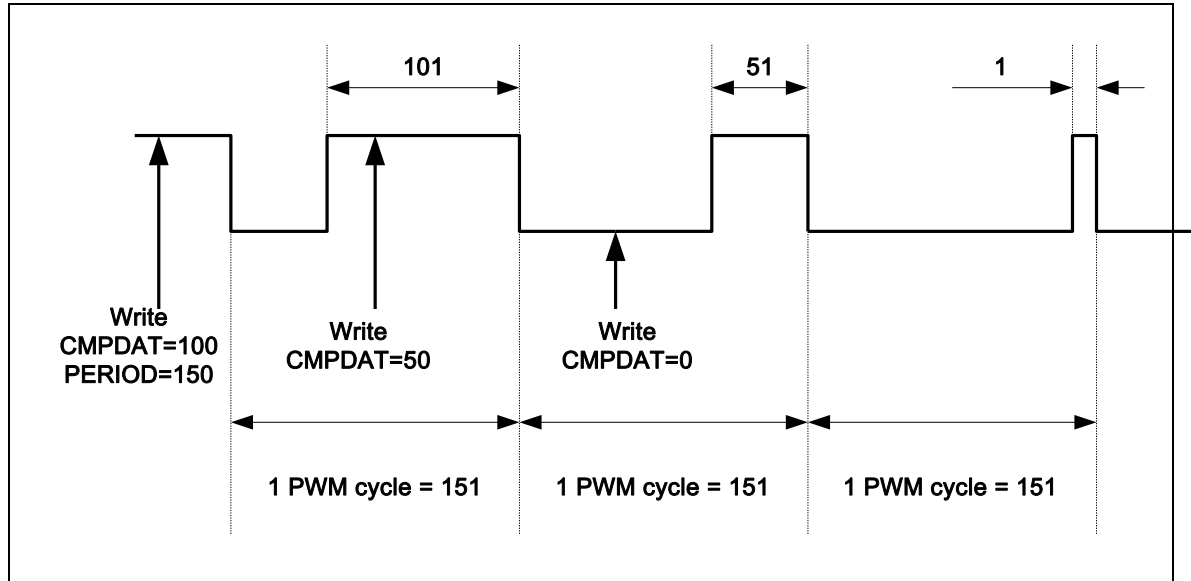 101
51
1
Write
CMPDAT=100
PERIOD=150
Write
CMPDAT=50
Write
CMPDAT=0
1 PWM cycle = 151
1 PWM cycle = 151
1 PWM cycle = 151